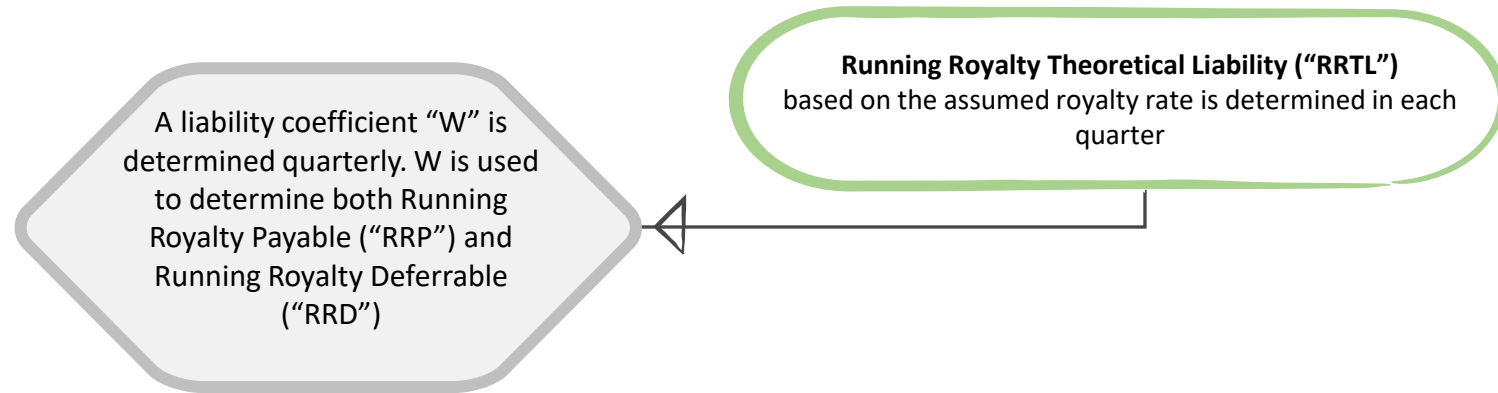 Running Royalty Theoretical Liability (“RRTL”)
based on the assumed royalty rate is determined in each
quarter
A liability coefficient “W” is
determined quarterly. W is used
to determine both Running
Royalty Payable (“RRP”) and
Running Royalty Deferrable
(“RRD”)